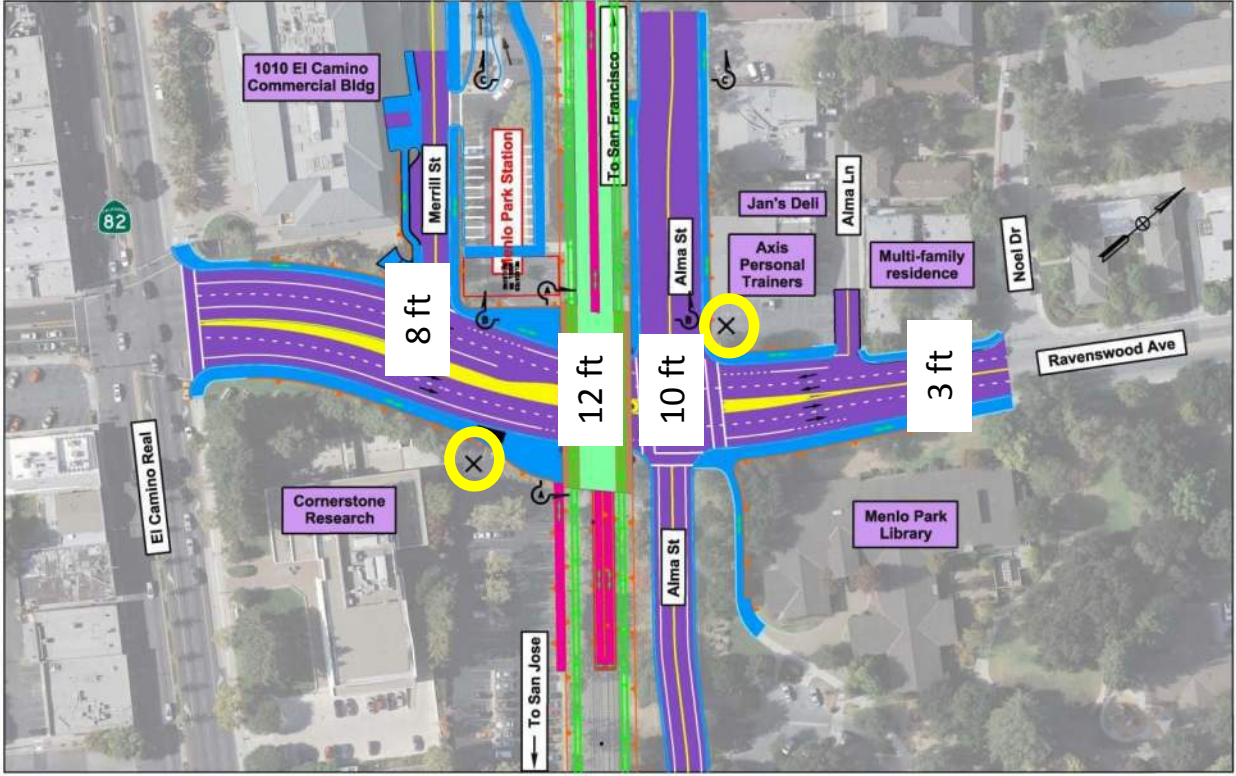 To San Francisco
1010 El Camino
Commercial Bldg
Merrill St
Menlo Park Station
82
C
C
Alma St
Jan's Deli
Alma Ln
Axis
Personal
Trainers
Multi-family
residence
Noel Dr
A
B
B
8 ft
12 ft
10 ft
3 ft
Ravenswood Ave
El Camino Real
Cornerstone
Research
A
Menlo Park
Library
Alma St
To San Jose